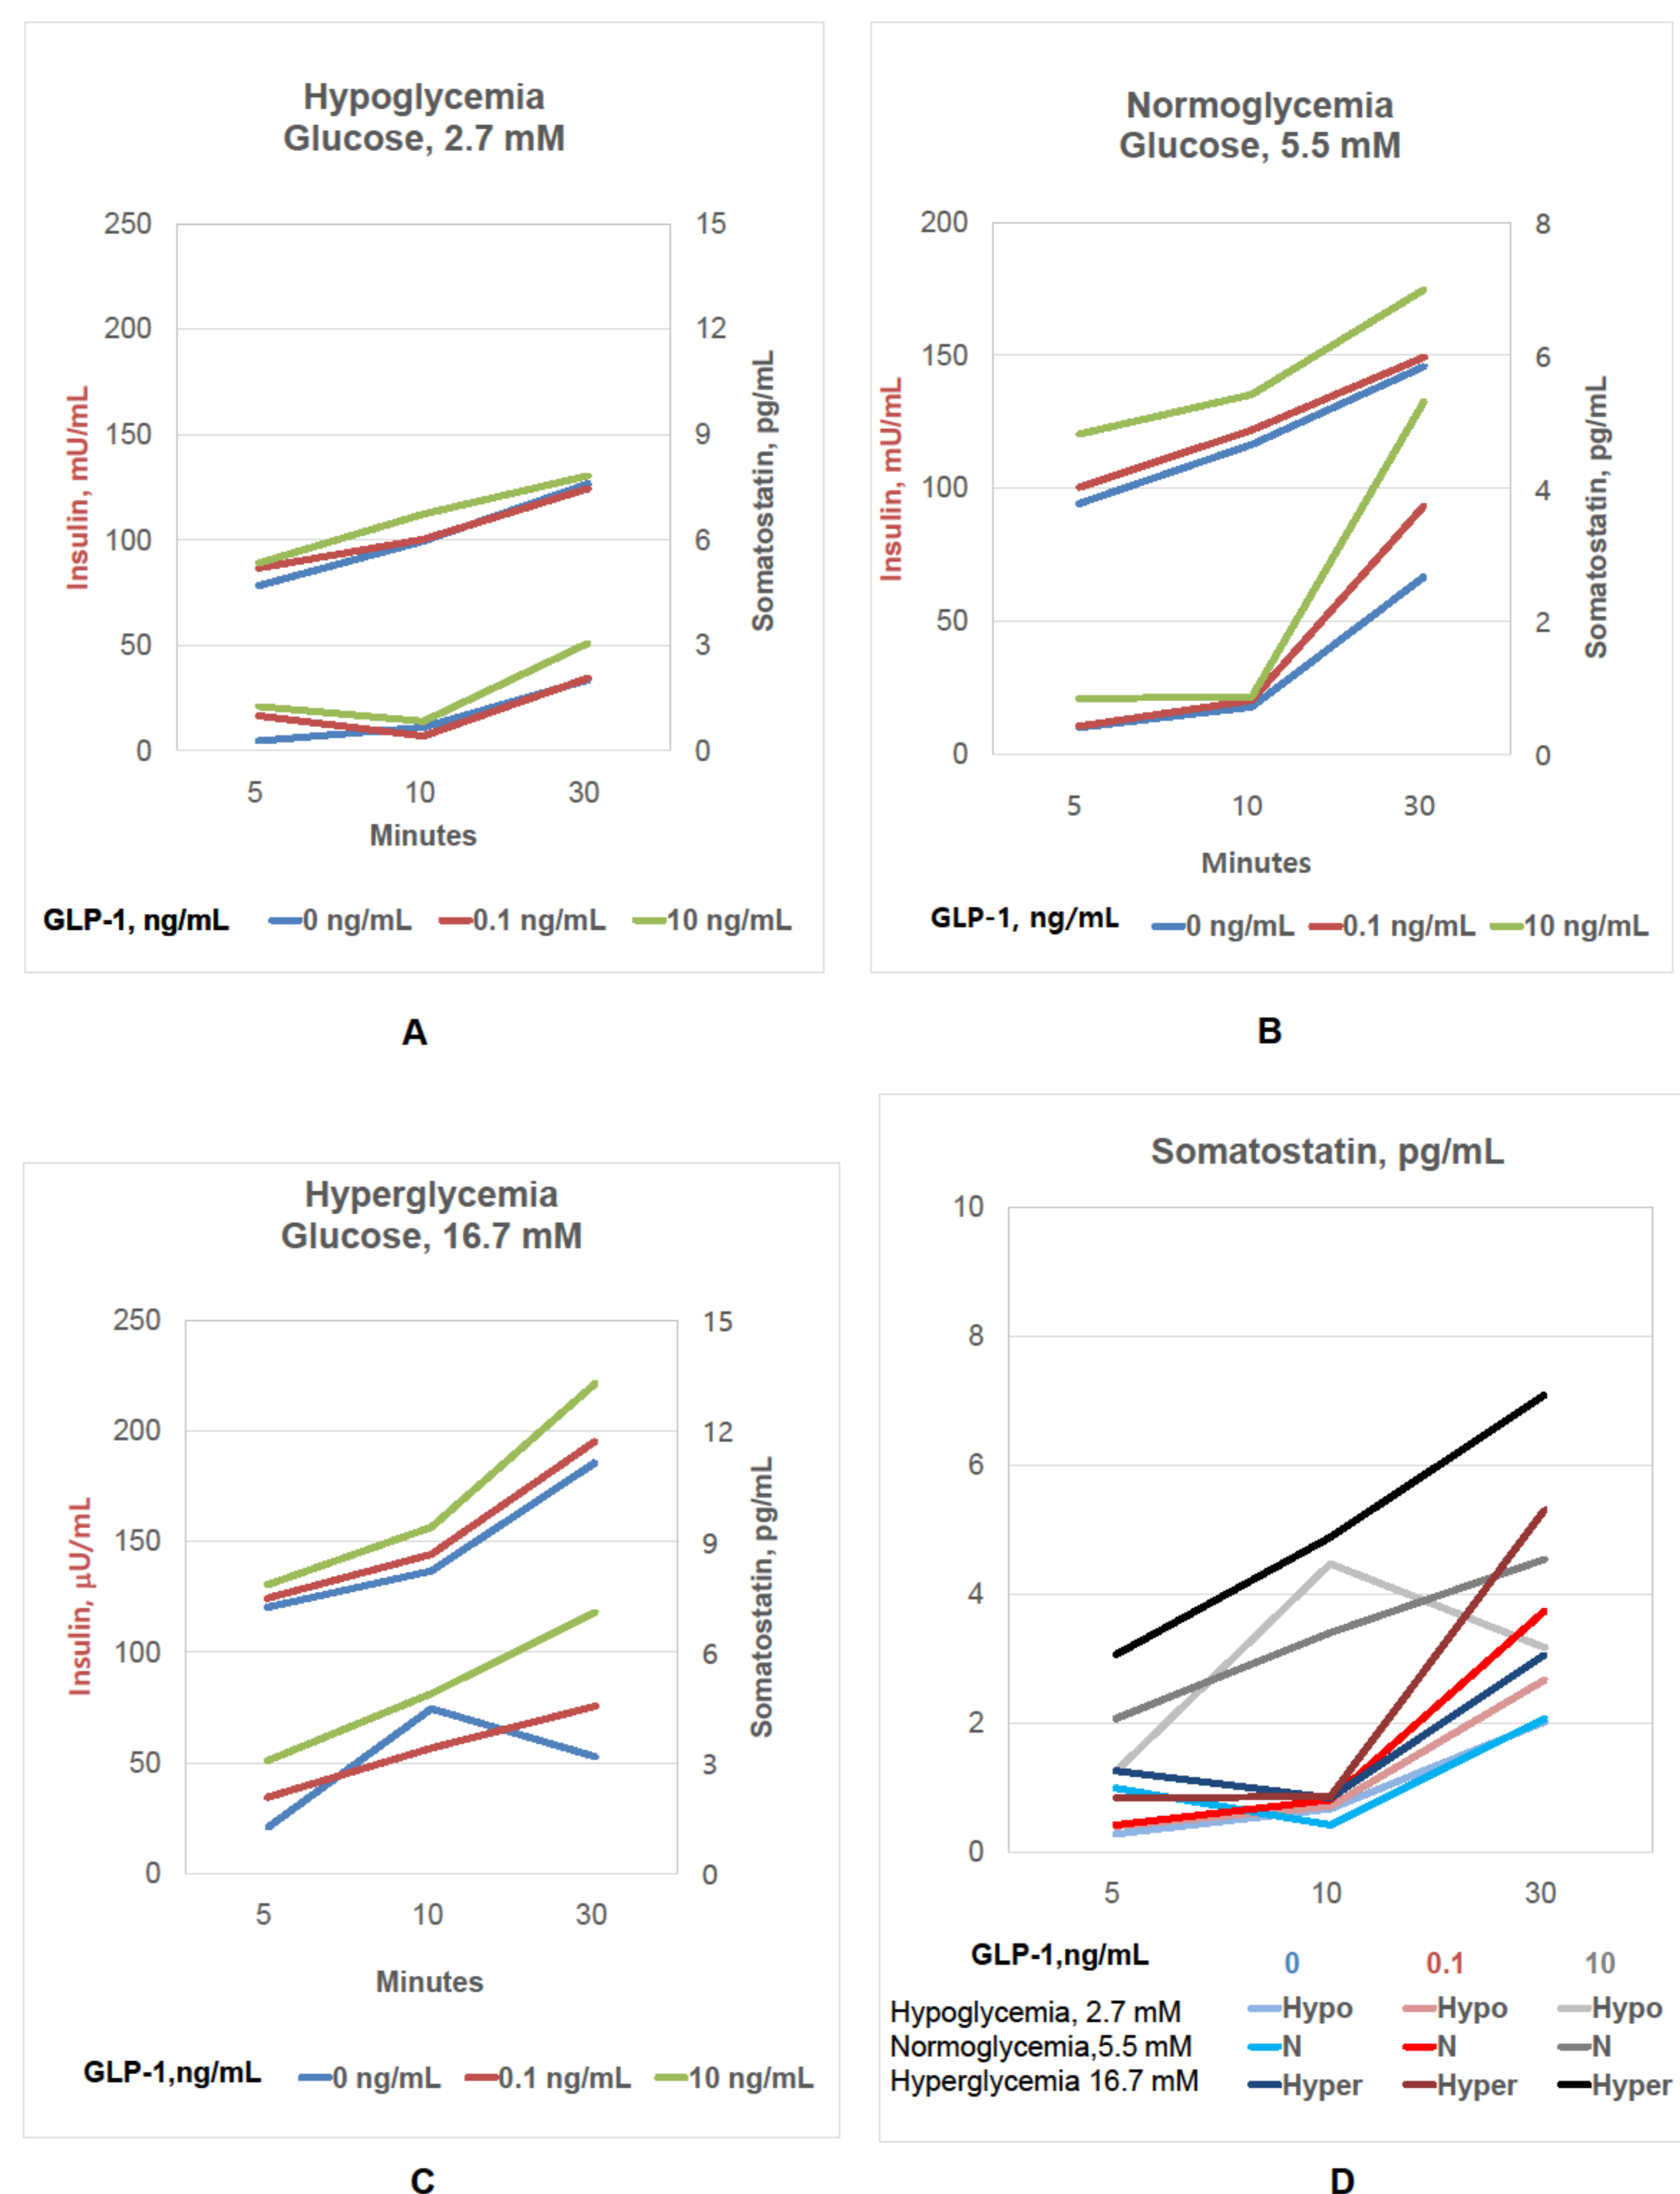 Hypoglycemia
Glucose, 2.7 mM
250
200
150
100
50
0
15
12
9
6
3
0
Insulin, mU/mL
Somatostatin, pg/mL
5 10 30
Minutes
GLP-1, ng/mL 0 ng/mL 0.1 ng/mL 10 ng/mL
A
Normoglycemia
Glucose, 5.5 mM
200
150
100
50
0
8
6
4
2
0
Insulin, mU/mL
Somatostatin, pg/mL
5 10 30
Minutes
GLP-1, ng/mL 0 ng/mL 0.1 ng/mL 10 ng/mL
B
Hyperglycemia
Glucose, 16.7 mM
250
200
150
100
50
0
15
12
9
6
3
0
Insulin, μU/mL
Somatostatin, pg/mL
5 10 30
Minutes
GLP-1,ng/mL 0 ng/mL 0.1 ng/mL 10 ng/mL
C
Somatostatin, pg/mL
10
8
6
4
2
0
5 10 30
GLP-1,ng/mL 0 0.1 10
Hypoglycemia, 2.7 mM Hypo Hypo Hypo
Normoglycemia,5.5 mM N N N
Hyperglycemia 16.7 mM Hyper Hyper Hyper
D